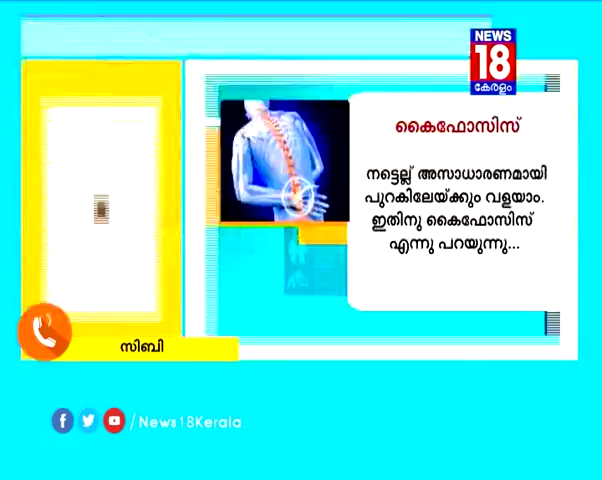 NEWS
18
കേരളം
കൈഫോസിസ്
നട്ടെല്ല് അസാധാരണമായി
പുറകിലേയ്ക്കും വളയാം.
ഇതിനു കൈഫോസിസ്
എന്നു പറയുന്നു...
സിബി
/News18Kerala